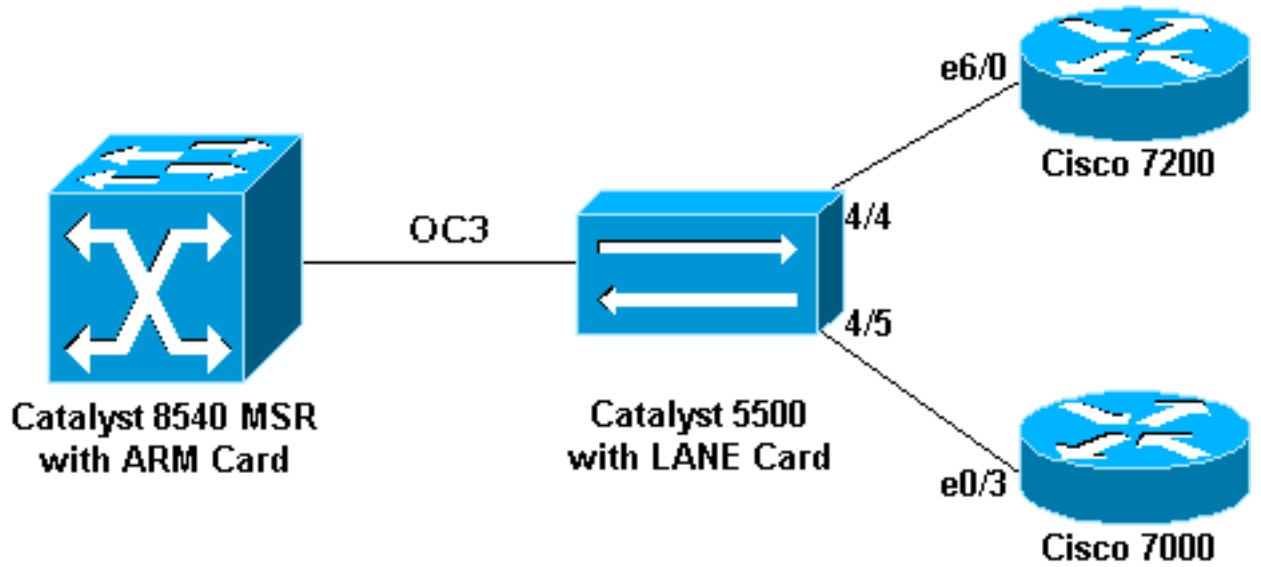 e6/0
Cisco 7200
OC3
4/4
4/5
Catalyst 8540 MSR
with ARM Card
Catalyst 5500
with LANE Card
e0/3
Cisco 7000